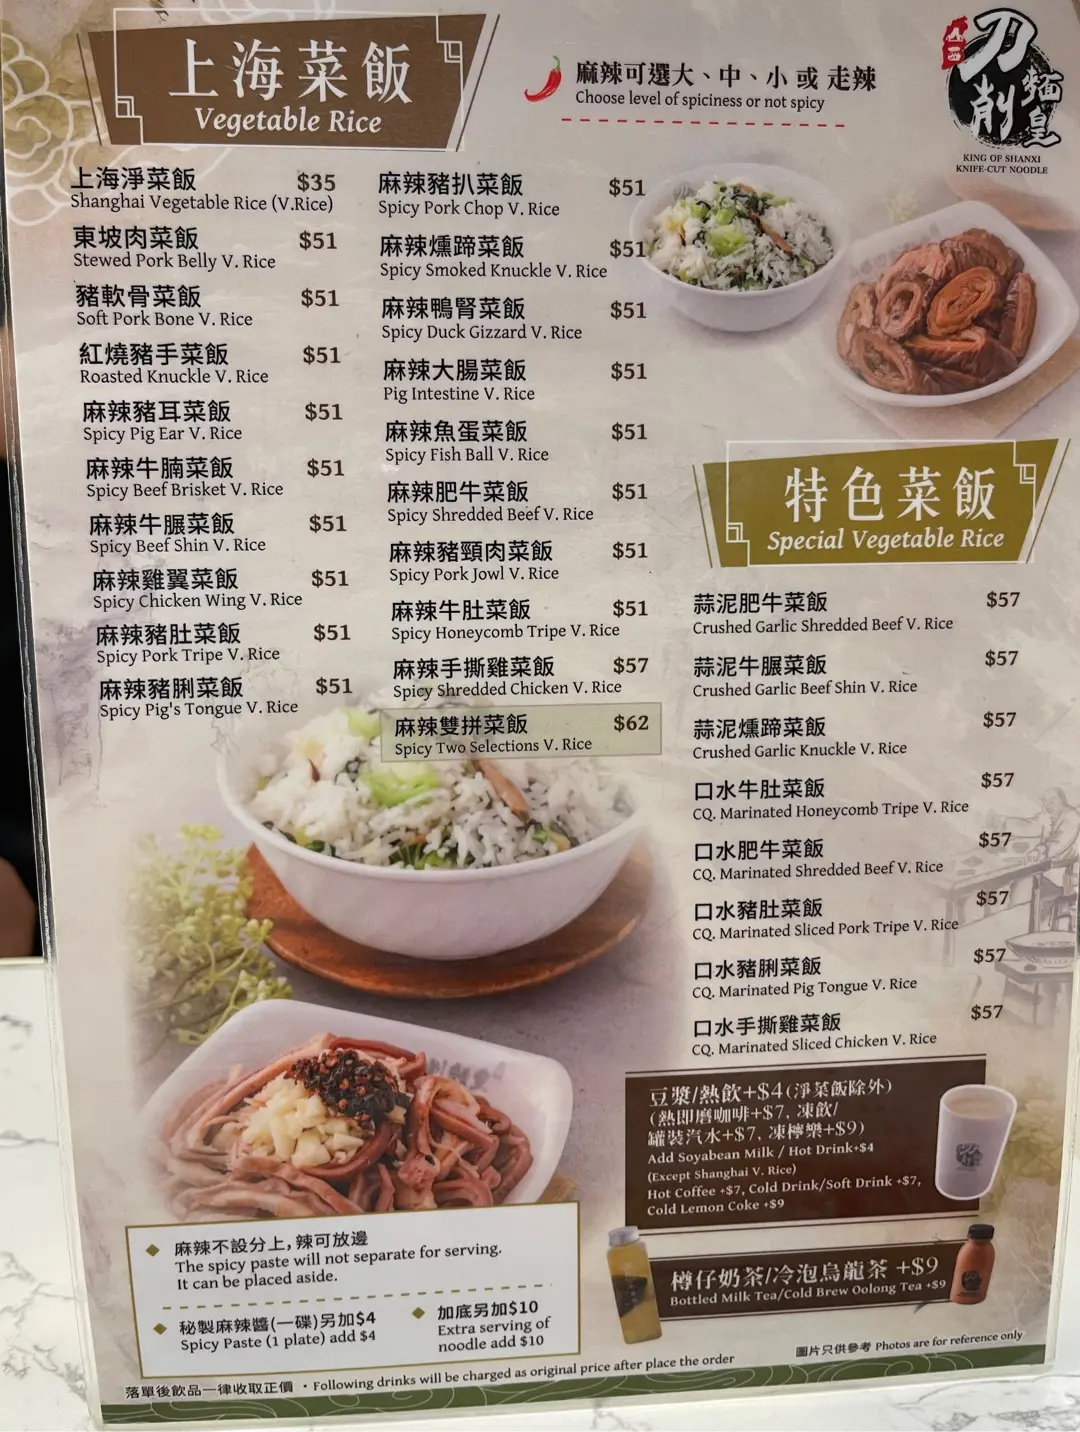 上海菜飯
Vegetable Rice
麻辣可選大、中、小 或 走辣
Choose level of spiciness or not spicy
刀削麵皇
KING OF SHANXI
KNIFE-CUT NOODLE
上海淨菜飯 $35
Shanghai Vegetable Rice (V.Rice)
東坡肉菜飯 $51
Stewed Pork Belly V. Rice
豬軟骨菜飯 $51
Soft Pork Bone V. Rice
紅燒豬手菜飯 $51
Roasted Knuckle V. Rice
麻辣豬耳菜飯 $51
Spicy Pig Ear V. Rice
麻辣牛腩菜飯 $51
Spicy Beef Brisket V. Rice
麻辣牛𦟌菜飯 $51
Spicy Beef Shin V. Rice
麻辣雞翼菜飯 $51
Spicy Chicken Wing V. Rice
麻辣豬肚菜飯 $51
Spicy Pork Tripe V. Rice
麻辣豬脷菜飯 $51
Spicy Pig's Tongue V. Rice
麻辣豬扒菜飯 $51
Spicy Pork Chop V. Rice
麻辣燻蹄菜飯 $51
Spicy Smoked Knuckle V. Rice
麻辣鴨腎菜飯 $51
Spicy Duck Gizzard V. Rice
麻辣大腸菜飯 $51
Pig Intestine V. Rice
麻辣魚蛋菜飯 $51
Spicy Fish Ball V. Rice
麻辣肥牛菜飯 $51
Spicy Shredded Beef V. Rice
麻辣豬頸肉菜飯 $51
Spicy Pork Jowl V. Rice
麻辣牛肚菜飯 $51
Spicy Honeycomb Tripe V. Rice
麻辣手撕雞菜飯 $57
Spicy Shredded Chicken V. Rice
麻辣雙拼菜飯 $62
Spicy Two Selections V. Rice
特色菜飯
Special Vegetable Rice
蒜泥肥牛菜飯 $57
Crushed Garlic Shredded Beef V. Rice
蒜泥牛𦟌菜飯 $57
Crushed Garlic Beef Shin V. Rice
蒜泥燻蹄菜飯 $57
Crushed Garlic Knuckle V. Rice
口水牛肚菜飯 $57
CQ. Marinated Honeycomb Tripe V. Rice
口水肥牛菜飯 $57
CQ. Marinated Shredded Beef V. Rice
口水豬肚菜飯 $57
CQ. Marinated Sliced Pork Tripe V. Rice
口水豬脷菜飯 $57
CQ. Marinated Pig Tongue V. Rice
口水手撕雞菜飯 $57
CQ. Marinated Sliced Chicken V. Rice
豆漿/熱飲+$4(淨菜飯除外)
(熱即磨咖啡+$7, 凍飲/
罐裝汽水+$7, 凍檸樂+$9)
Add Soyabean Milk / Hot Drink+$4
(Except Shanghai V. Rice)
Hot Coffee +$7, Cold Drink/Soft Drink +$7,
Cold Lemon Coke +$9
樽仔奶茶/冷泡烏龍茶 +$9
Bottled Milk Tea/Cold Brew Oolong Tea +$9
麻辣不設分上,辣可放邊
The spicy paste will not separate for serving.
It can be placed aside.
秘製麻辣醬(一碟)另加$4
Spicy Paste (1 plate) add $4
加底另加$10
Extra serving of
noodle add $10
圖片只供參考 Photos are for reference only
落單後飲品一律收取正價 ・Following drinks will be charged as original price after place the order